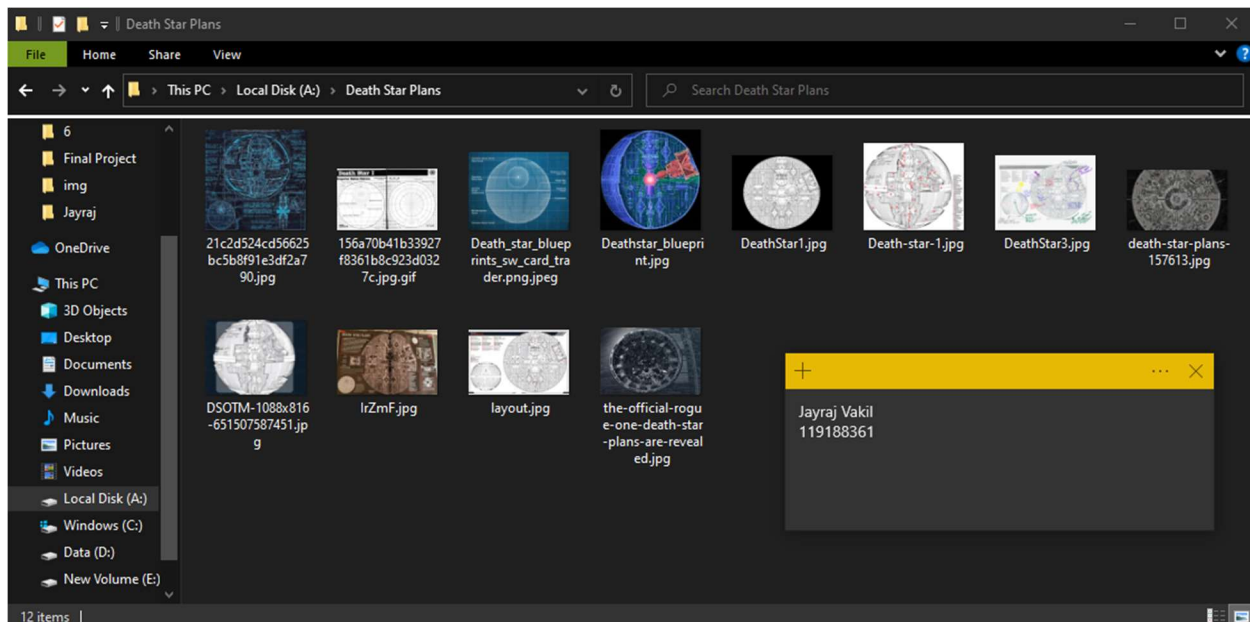 Death Star Plans
File Home Share View
This PC > Local Disk (A:) > Death Star Plans
Search Death Star Plans
6
Final Project
img
Jayraj
OneDrive
This PC
3D Objects
Desktop
Documents
Downloads
Music
Pictures
Videos
Local Disk (A:)
Windows (C:)
Data (D:)
New Volume (E:)
21c2d524cd56625
bc5b8f91e3df2a7
90.jpg
156a70b41b33927
f8361b8c923d032
7c.jpg.gif
Death_star_bluep
rints_sw_card_tra
der.png.jpeg
Deathstar_bluepri
nt.jpg
DeathStar1.jpg
Death-star-1.jpg
DeathStar3.jpg
death-star-plans-
157613.jpg
DSOTM-1088x816
-651507587451.jp
g
IrZmF.jpg
layout.jpg
the-official-rogu
e-one-death-star
-plans-are-reveal
ed.jpg
Jayraj Vakil
119188361
12 items